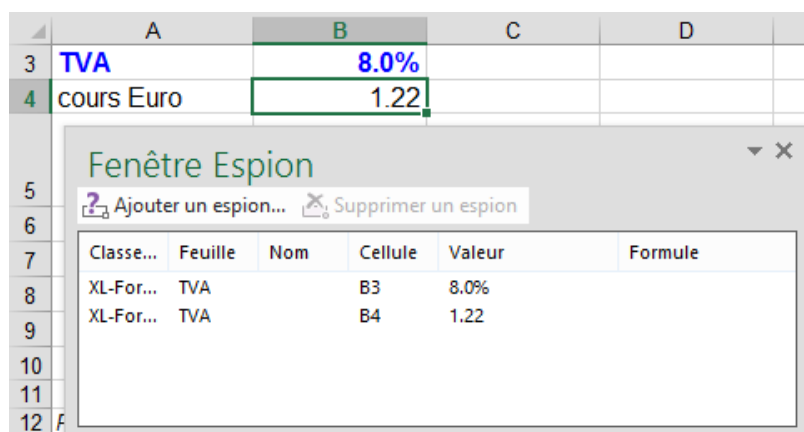 A B C D
3 TVA 8.0%
4 cours Euro 1.22
Fenêtre Espion
5
Ajouter un espion... Supprimer un espion
6
7 Classe... Feuille Nom Cellule Valeur Formule
8 XL-For... TVA B3 8.0%
9 XL-For... TVA B4 1.22
10
11
12